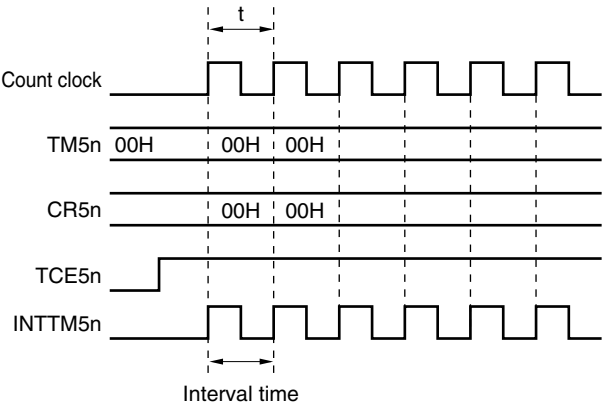 t
Count clock
TM5n 00H 00H 00H
CR5n 00H 00H
TCE5n
INTTM5n
Interval time